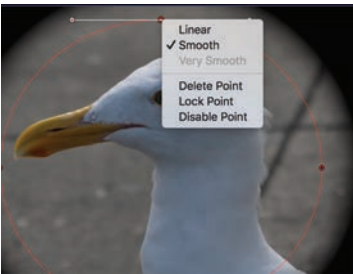 Linear
✓ Smooth
Very Smooth
Delete Point
Lock Point
Disable Point